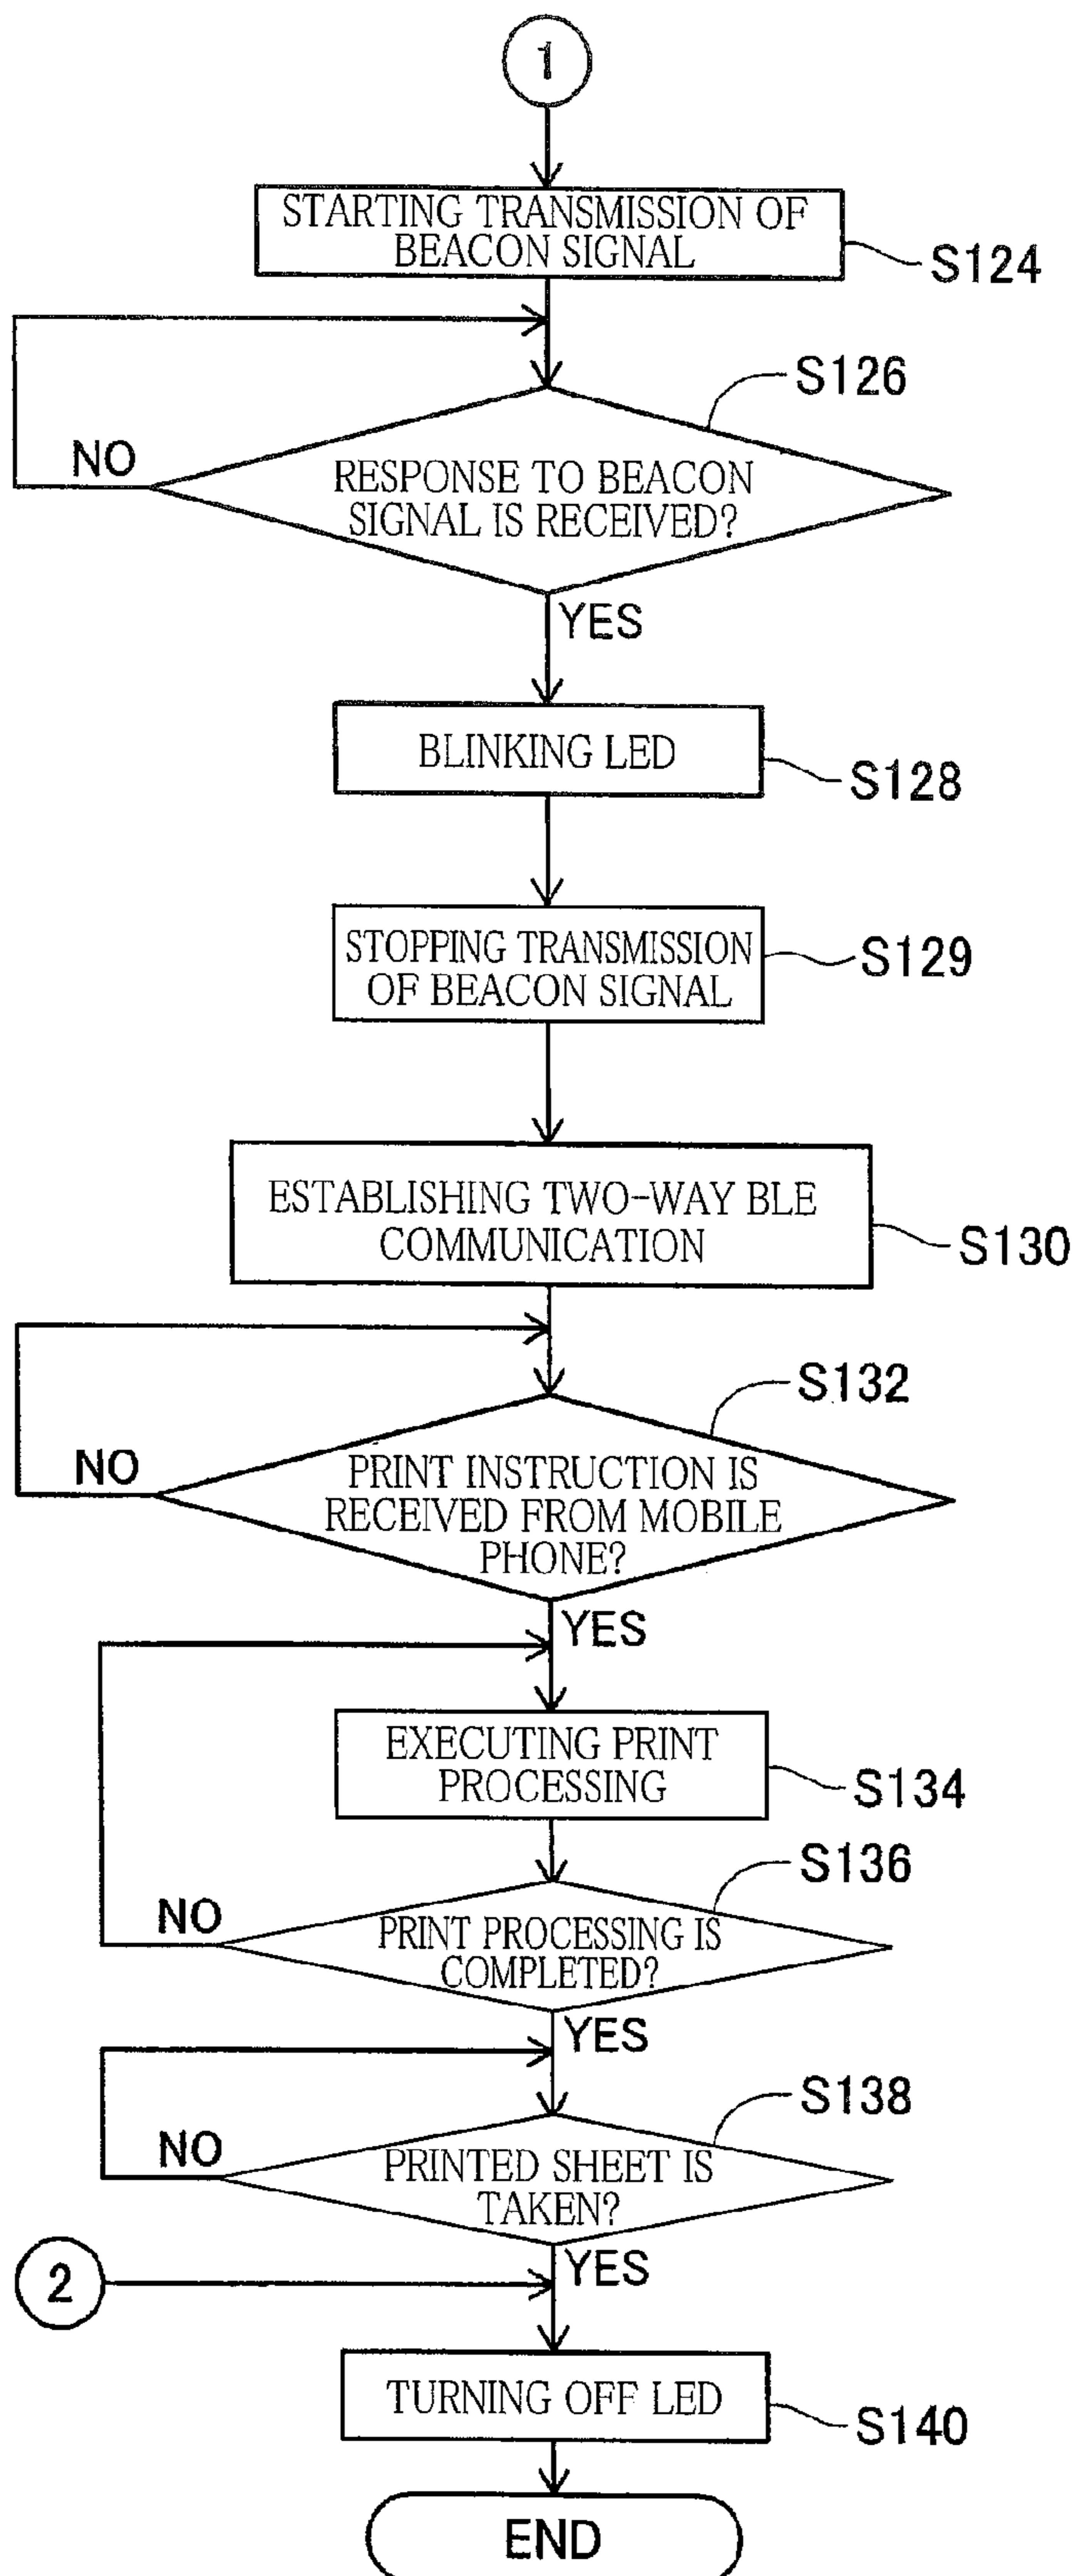 1
STARTING TRANSMISSION OF
BEACON SIGNAL
S124
S126
NO
RESPONSE TO BEACON
SIGNAL IS RECEIVED?
YES
BLINKING LED
S128
STOPPING TRANSMISSION
OF BEACON SIGNAL
S129
ESTABLISHING TWO-WAY BLE
COMMUNICATION
S130
S132
NO
PRINT INSTRUCTION IS
RECEIVED FROM MOBILE
PHONE?
YES
EXECUTING PRINT
PROCESSING
S134
S136
NO
PRINT PROCESSING IS
COMPLETED?
YES
S138
NO
PRINTED SHEET IS
TAKEN?
YES
2
TURNING OFF LED
S140
END